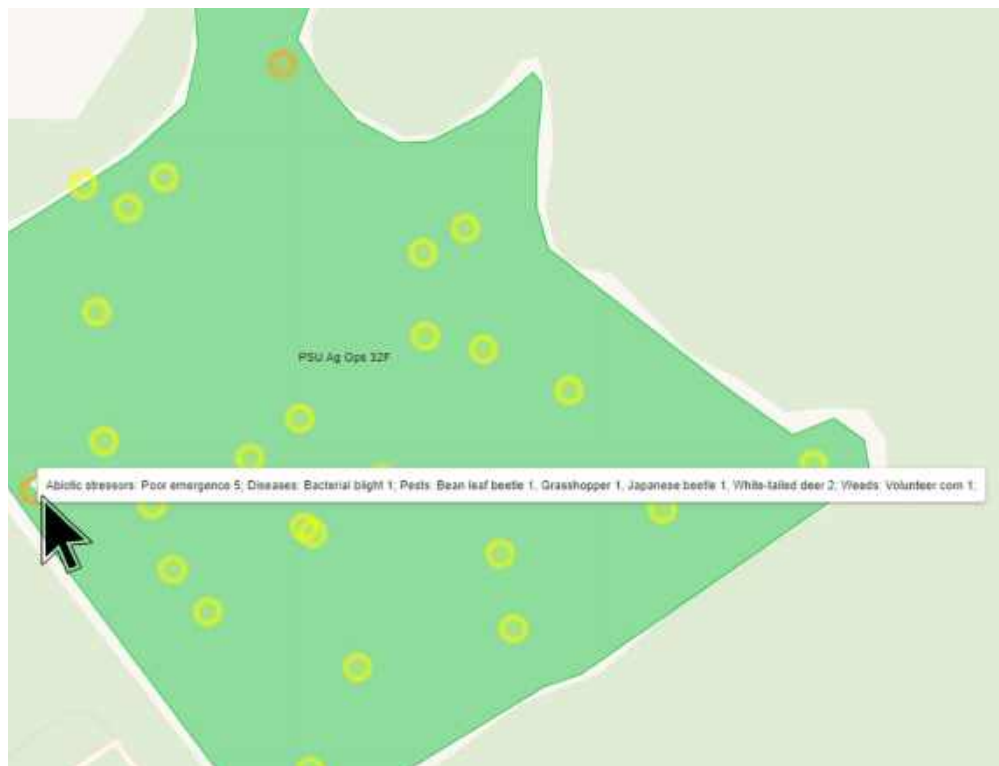 PSU Ag Ops 32F
Abiotic stressors: Poor emergence 5; Diseases: Bacterial blight 1; Pests: Bean leaf beetle 1, Grasshopper 1, Japanese beetle 1, White-tailed deer 2; Weeds: Volunteer corn 1;